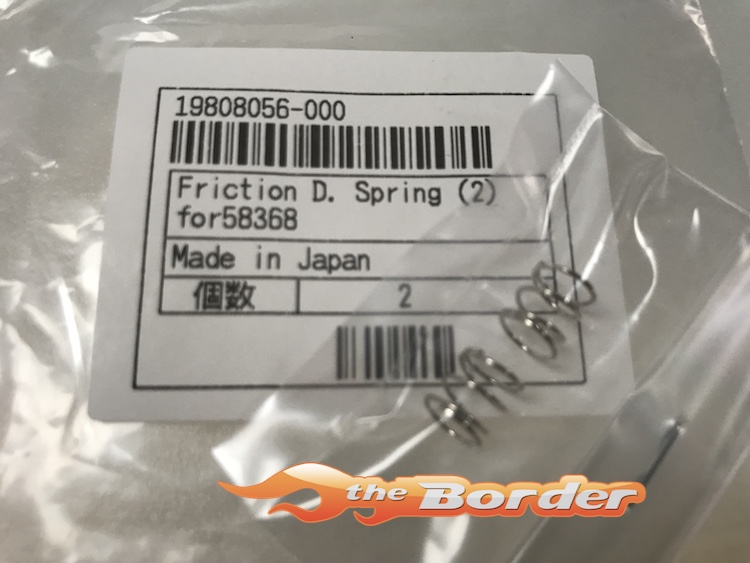 19808056-000
Friction D. Spring (2)
for58368
Made in Japan
個数 2
the Border